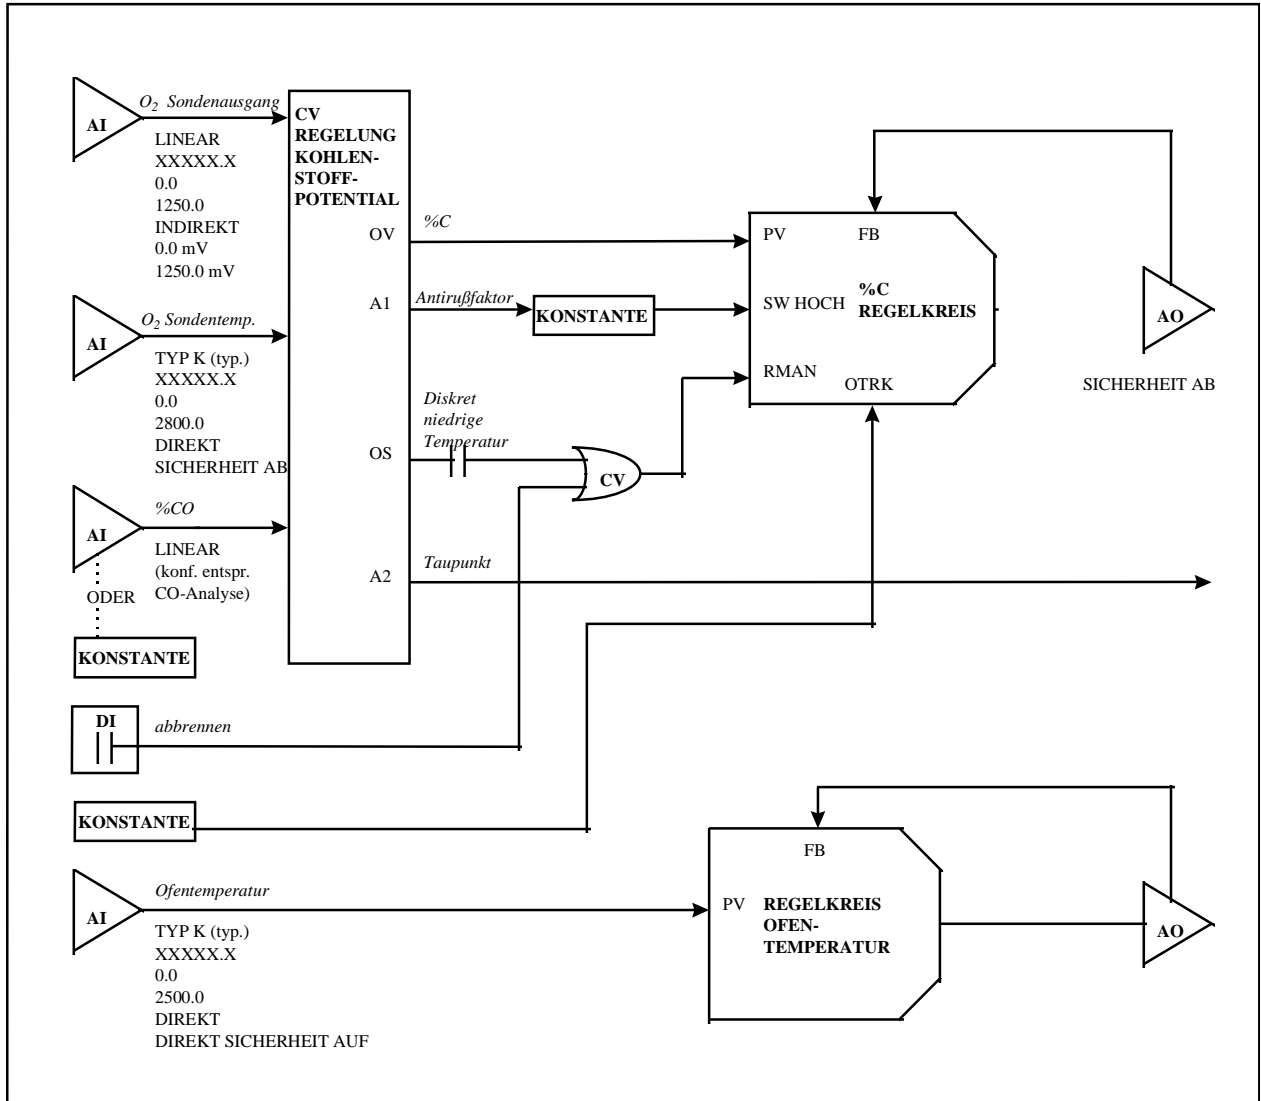 O2 Sondenausgang
AI
LINEAR
XXXXX.X
0.0
1250.0
INDIREKT
0.0 mV
1250.0 mV
O2 Sondentemp.
AI
TYP K (typ.)
XXXXX.X
0.0
2800.0
DIREKT
SICHERHEIT AB
%CO
AI
LINEAR
(konf. entspr.
CO-Analyse)
ODER
KONSTANTE
DI
abbrennen
KONSTANTE
CV
REGELUNG
KOHLEN-
STOFF-
POTENTIAL
OV
A1
OS
A2
%C
Antirußfaktor
KONSTANTE
Diskret
niedrige
Temperatur
CV
Taupunkt
PV
FB
SW HOCH
%C
REGELKREIS
RMAN
OTRK
AO
SICHERHEIT AB
Ofentemperatur
AI
TYP K (typ.)
XXXXX.X
0.0
2500.0
DIREKT
DIREKT SICHERHEIT AUF
FB
PV
REGELKREIS
OFEN-
TEMPERATUR
AO